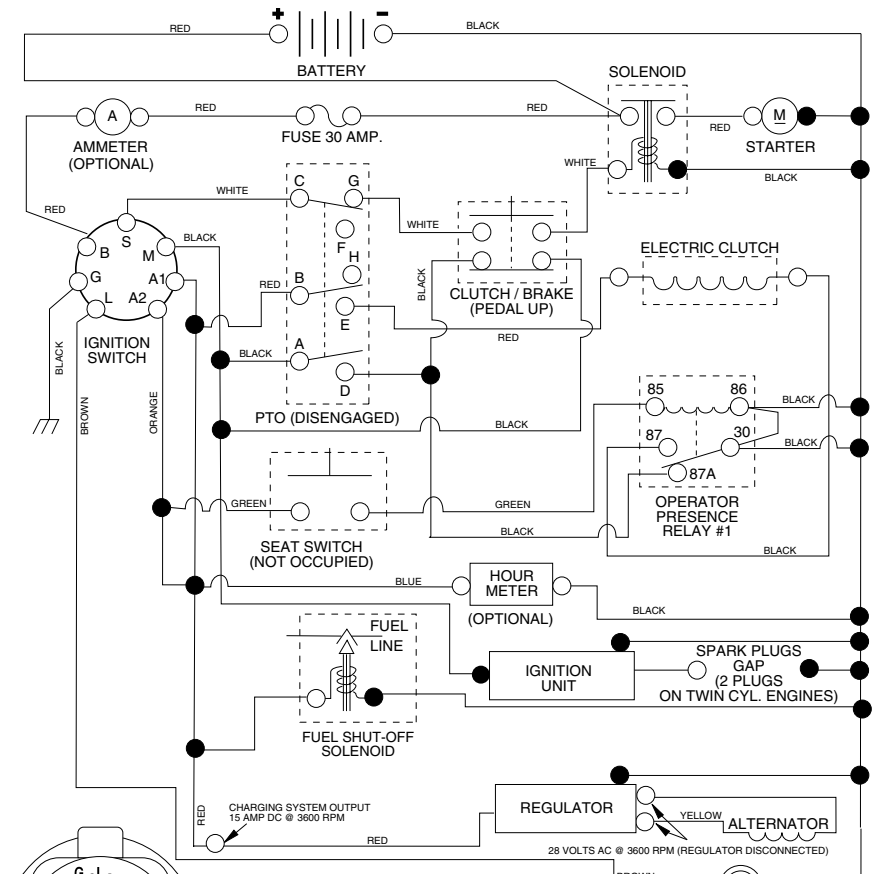 + −
RED
BLACK
BATTERY
SOLENOID
A
RED
RED
M
RED
AMMETER
(OPTIONAL)
FUSE 30 AMP.
STARTER
WHITE
BLACK
C G
WHITE
RED
S
F
WHITE
BLACK
B
M
H
ELECTRIC CLUTCH
G
A1
L
A2
RED
B
BLACK
CLUTCH / BRAKE
(PEDAL UP)
E
RED
IGNITION
SWITCH
BLACK
A
BLACK
D
85 86
BLACK
BROWN
ORANGE
PTO (DISENGAGED)
BLACK
87
30
BLACK
87A
GREEN
GREEN
OPERATOR
PRESENCE
RELAY #1
BLACK
SEAT SWITCH
(NOT OCCUPIED)
BLACK
BLUE
HOUR
METER
(OPTIONAL)
BLACK
FUEL
LINE
IGNITION
UNIT
SPARK PLUGS
GAP
(2 PLUGS
ON TWIN CYL. ENGINES)
FUEL SHUT-OFF
SOLENOID
RED
CHARGING SYSTEM OUTPUT
15 AMP DC @ 3600 RPM
RED
REGULATOR
YELLOW
ALTERNATOR
28 VOLTS AC @ 3600 RPM (REGULATOR DISCONNECTED)
G L
BROWN